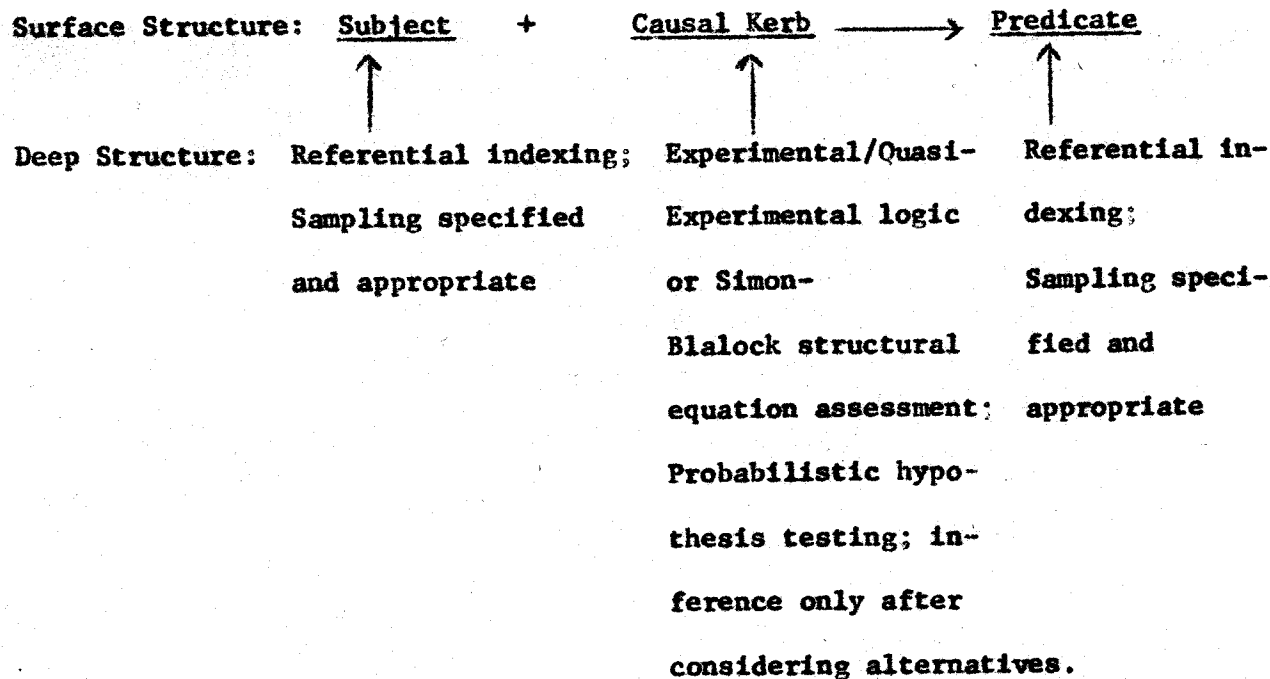 Surface Structure: Subject + Causal Kerb → Predicate
Deep Structure: Referential indexing; Experimental/Quasi- Referential in-
Sampling specified Experimental logic dexing;
and appropriate or Simon- Sampling speci-
Blalock structural fied and
equation assessment; appropriate
Probabilistic hypo-
thesis testing; in-
ference only after
considering alternatives.